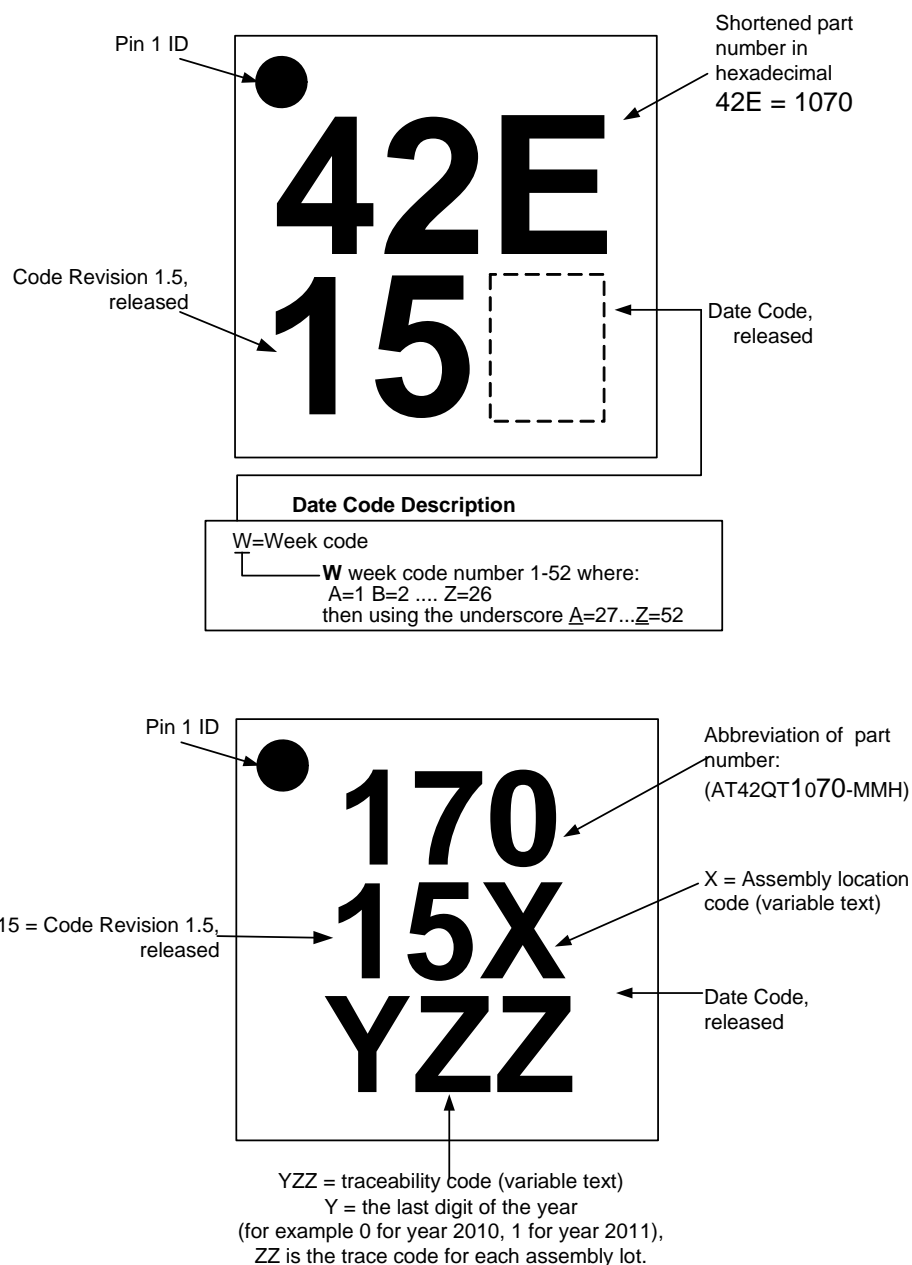 Pin 1 ID
Shortened part
number in
hexadecimal
42E = 1070
42E
Code Revision 1.5,
released
15
Date Code,
released
Date Code Description
W=Week code
W week code number 1-52 where:
A=1 B=2 .... Z=26
then using the underscore A=27...Z=52
Pin 1 ID
Abbreviation of part
number:
(AT42QT1070-MMH)
170
X = Assembly location
code (variable text)
15 = Code Revision 1.5,
released
15X
Date Code,
released
YZZ
YZZ = traceability code (variable text)
Y = the last digit of the year
(for example 0 for year 2010, 1 for year 2011),
ZZ is the trace code for each assembly lot.